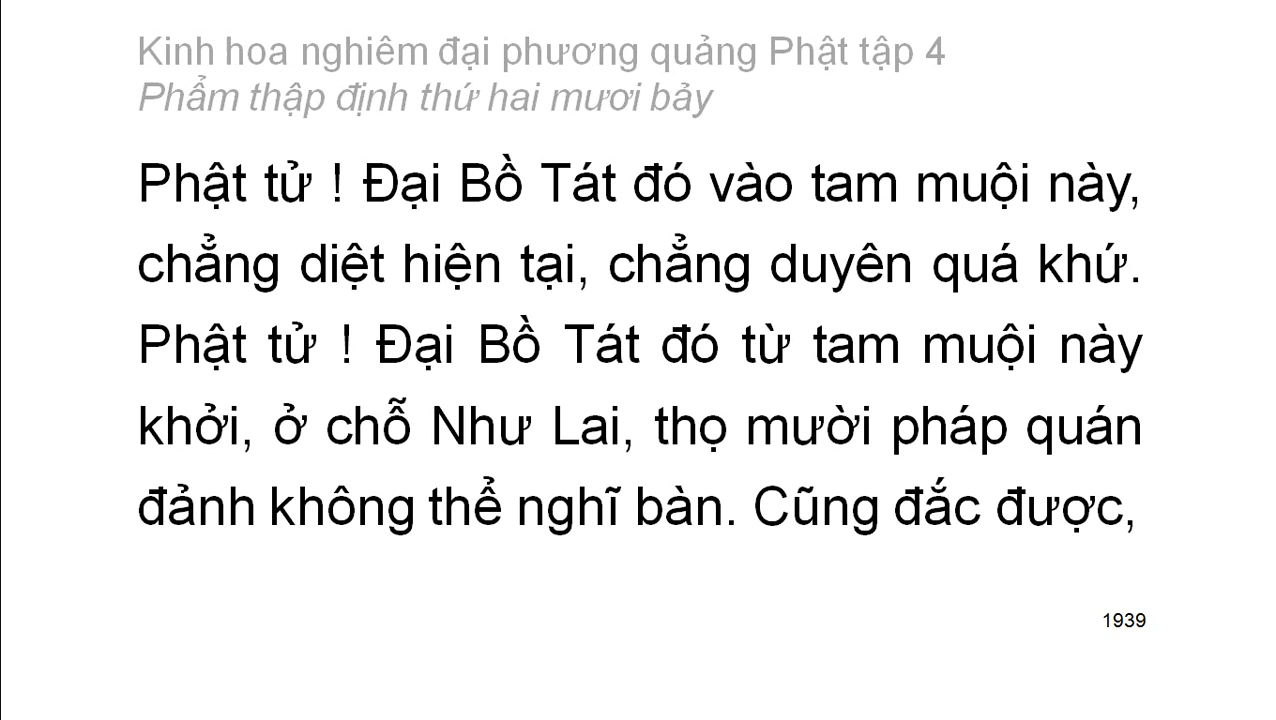 Kinh hoa nghiêm đại phương quảng Phật tập 4
Phẩm thập định thứ hai mươi bảy
Phật tử ! Đại Bồ Tát đó vào tam muội này,
chẳng diệt hiện tại, chẳng duyên quá khứ.
Phật tử ! Đại Bồ Tát đó từ tam muội này
khởi, ở chỗ Như Lai, thọ mười pháp quán
đảnh không thể nghĩ bàn. Cũng đắc được,
1939